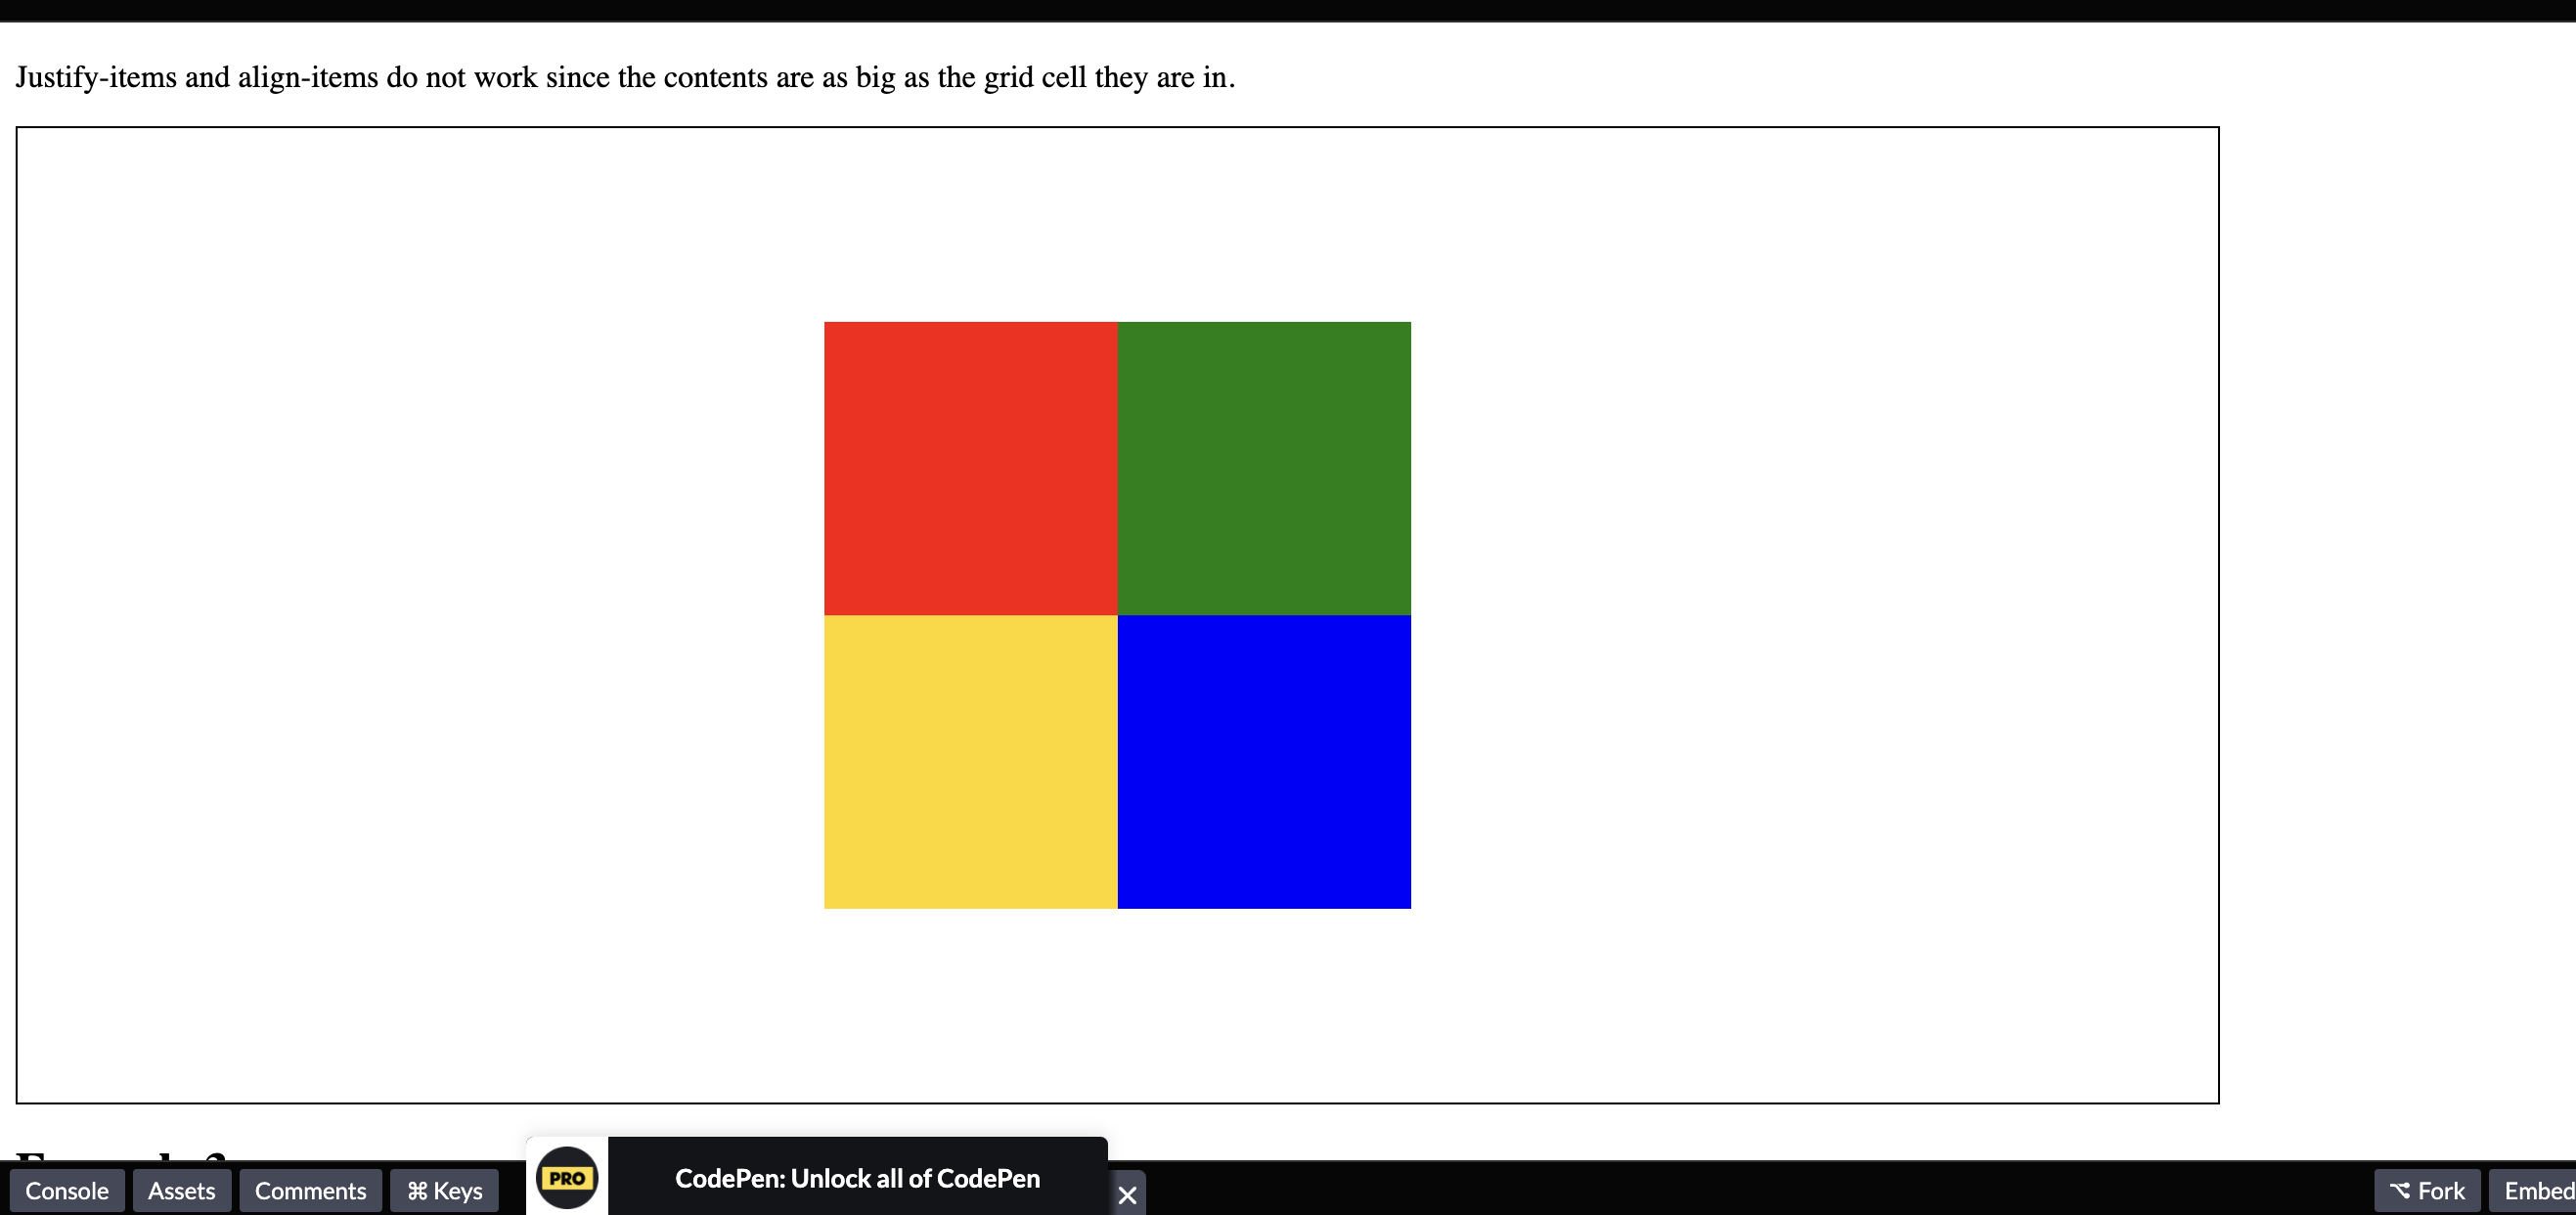 Justify-items and align-items do not work since the contents are as big as the grid cell they are in.
Console
Assets
Comments
⌘ Keys
PRO
CodePen: Unlock all of CodePen
Fork
Embed